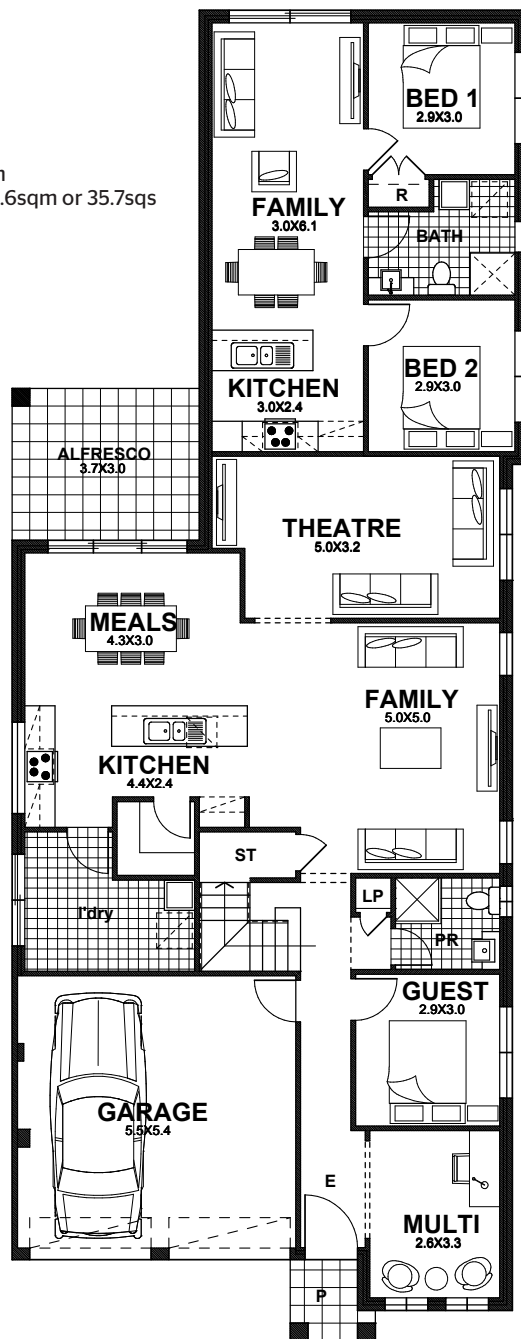 .6sqm or 35.7sqs
BED 1
2.9X3.0
FAMILY
3.0X6.1
R
BATH
BED 2
2.9X3.0
KITCHEN
3.0X2.4
ALFRESCO
3.7X3.0
THEATRE
5.0X3.2
MEALS
4.3X3.0
FAMILY
5.0X5.0
KITCHEN
4.4X2.4
ST
LP
l'dry
PR
GUEST
2.9X3.0
GARAGE
5.5X5.4
E
MULTI
2.6X3.3
P